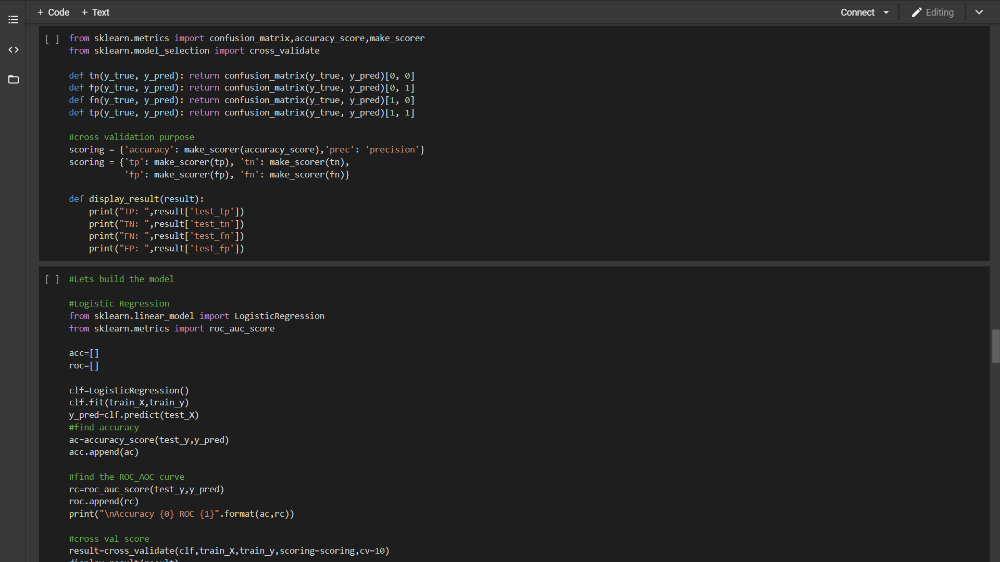 + Code + Text Connect Editing
[ ] from sklearn.metrics import confusion_matrix,accuracy_score,make_scorer
from sklearn.model_selection import cross_validate
def tn(y_true, y_pred): return confusion_matrix(y_true, y_pred)[0, 0]
def fp(y_true, y_pred): return confusion_matrix(y_true, y_pred)[0, 1]
def fn(y_true, y_pred): return confusion_matrix(y_true, y_pred)[1, 0]
def tp(y_true, y_pred): return confusion_matrix(y_true, y_pred)[1, 1]
#cross validation purpose
scoring = {'accuracy': make_scorer(accuracy_score),'prec': 'precision'}
scoring = {'tp': make_scorer(tp), 'tn': make_scorer(tn),
'fp': make_scorer(fp), 'fn': make_scorer(fn)}
def display_result(result):
print("TP: ",result['test_tp'])
print("TN: ",result['test_tn'])
print("FN: ",result['test_fn'])
print("FP: ",result['test_fp'])
[ ] #Lets build the model
#Logistic Regression
from sklearn.linear_model import LogisticRegression
from sklearn.metrics import roc_auc_score
acc=[]
roc=[]
clf=LogisticRegression()
clf.fit(train_X,train_y)
y_pred=clf.predict(test_X)
#find accuracy
ac=accuracy_score(test_y,y_pred)
acc.append(ac)
#find the ROC_AOC curve
rc=roc_auc_score(test_y,y_pred)
roc.append(rc)
print("\nAccuracy {0} ROC {1}".format(ac,rc))
#cross val score
result=cross_validate(clf,train_X,train_y,scoring=scoring,cv=10)
display_result(result)